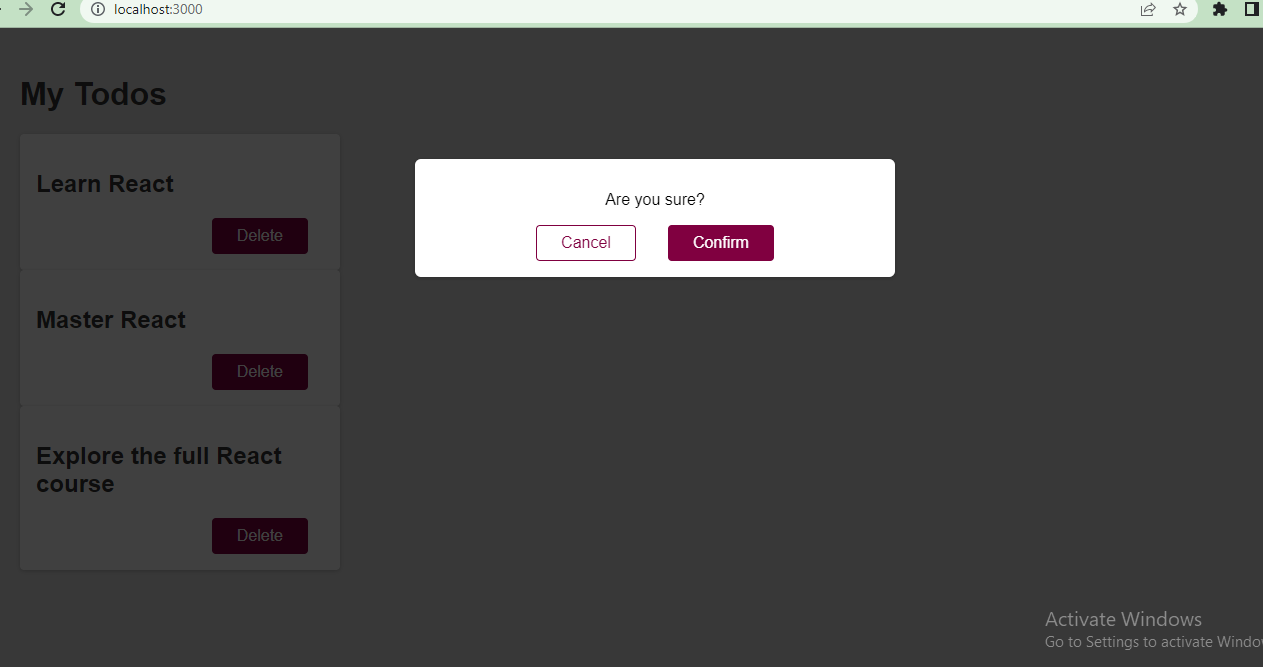 localhost:3000
My Todos
Learn React
Delete
Master React
Delete
Explore the full React
course
Delete
Are you sure?
Cancel
Confirm
Activate Windows
Go to Settings to activate Windo